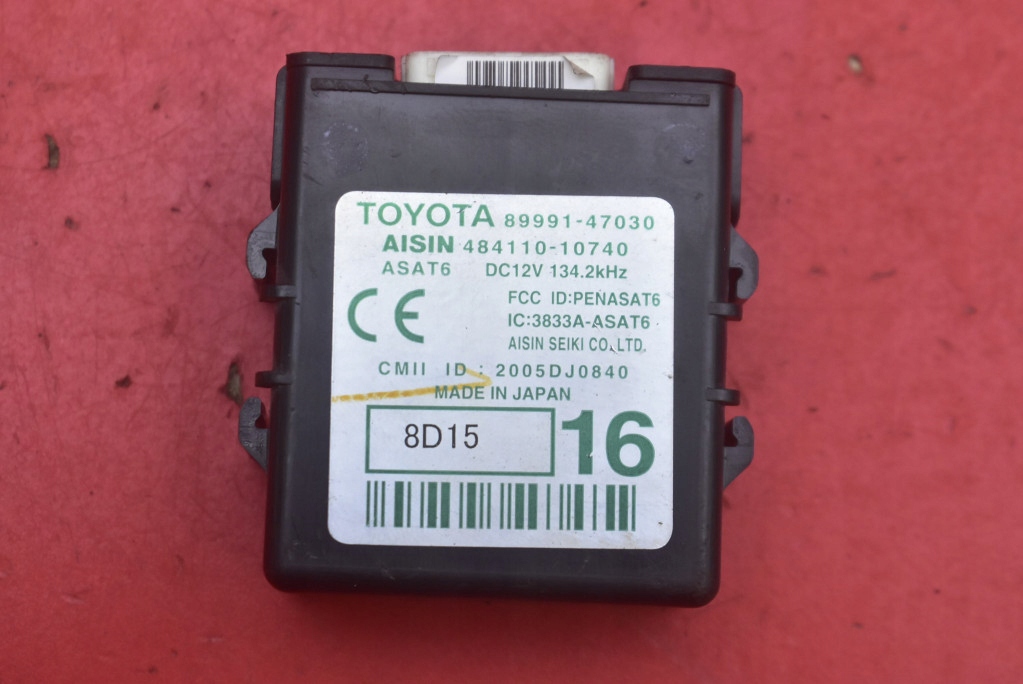 TOYOTA 89991-47030
AISIN 484110-10740
ASAT6 DC12V 134.2kHz
FCC ID:PENASAT6
IC:3833A-ASAT6
AISIN SEIKI CO.,LTD.
CMII ID : 2005DJ0840
MADE IN JAPAN
8D15
16